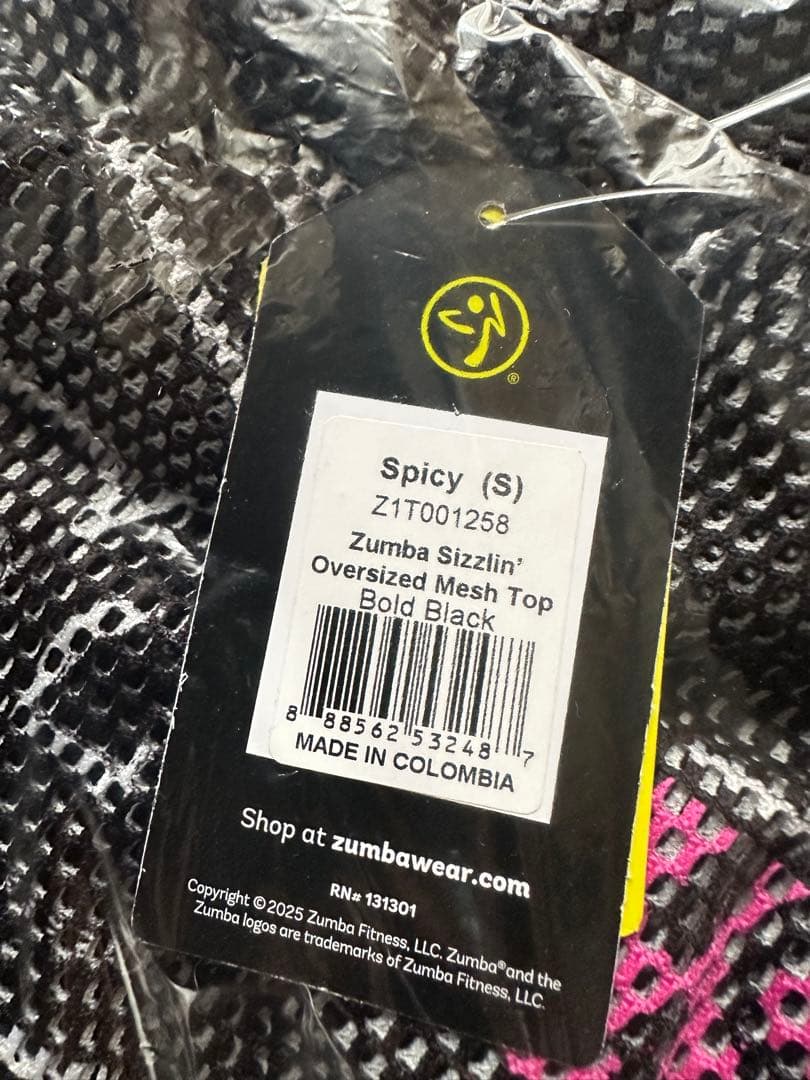 ®
Spicy (S)
Z1T001258
Zumba Sizzlin’
Oversized Mesh Top
Bold Black
8 88562 53248 7
MADE IN COLOMBIA
Shop at zumbawear.com
RN# 131301
Copyright ©2025 Zumba Fitness, LLC. Zumba® and the
Zumba logos are trademarks of Zumba Fitness, LLC.